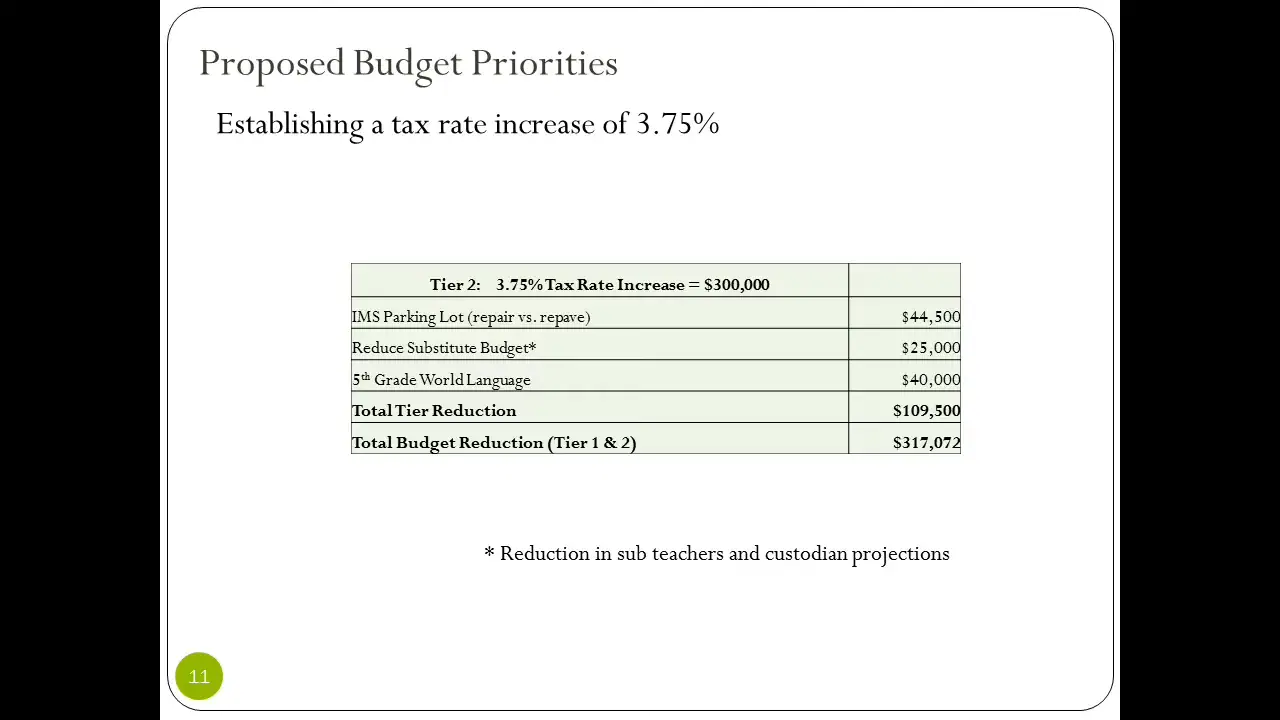 Proposed Budget Priorities
Establishing a tax rate increase of 3.75%
Tier 2: 3.75% Tax Rate Increase = $300,000
IMS Parking Lot (repair vs. repave) $44,500
Reduce Substitute Budget* $25,000
5th Grade World Language $40,000
Total Tier Reduction $109,500
Total Budget Reduction (Tier 1 & 2) $317,072
* Reduction in sub teachers and custodian projections
11